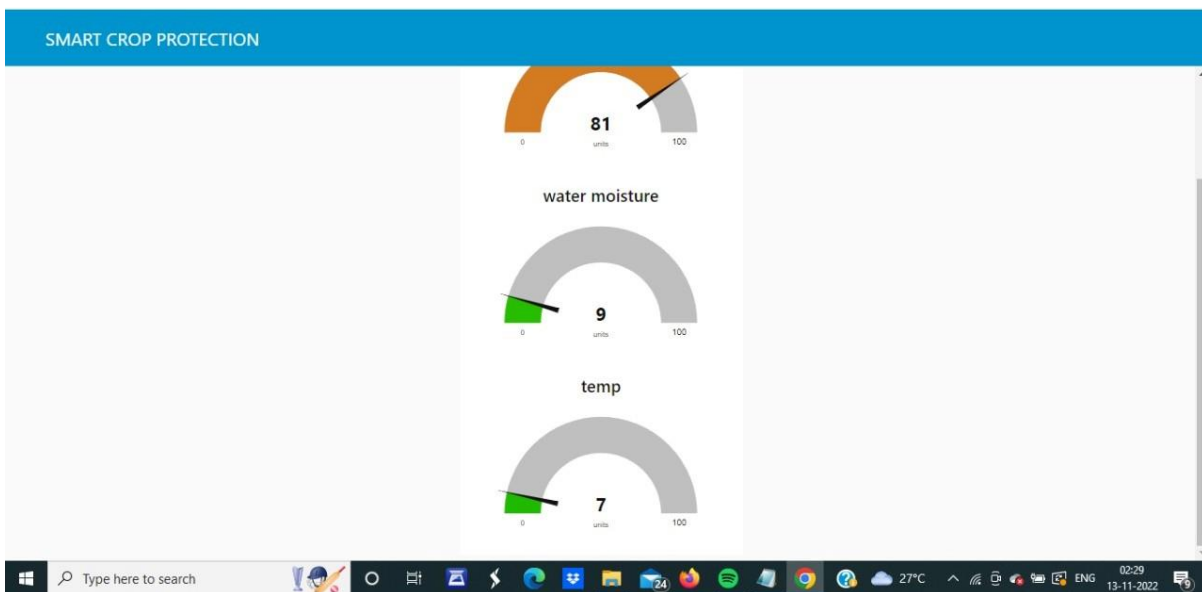 SMART CROP PROTECTION
81
0 units 100
water moisture
9
0 units 100
temp
7
0 units 100
Type here to search
24
27°C ENG 02:29
13-11-2022
9